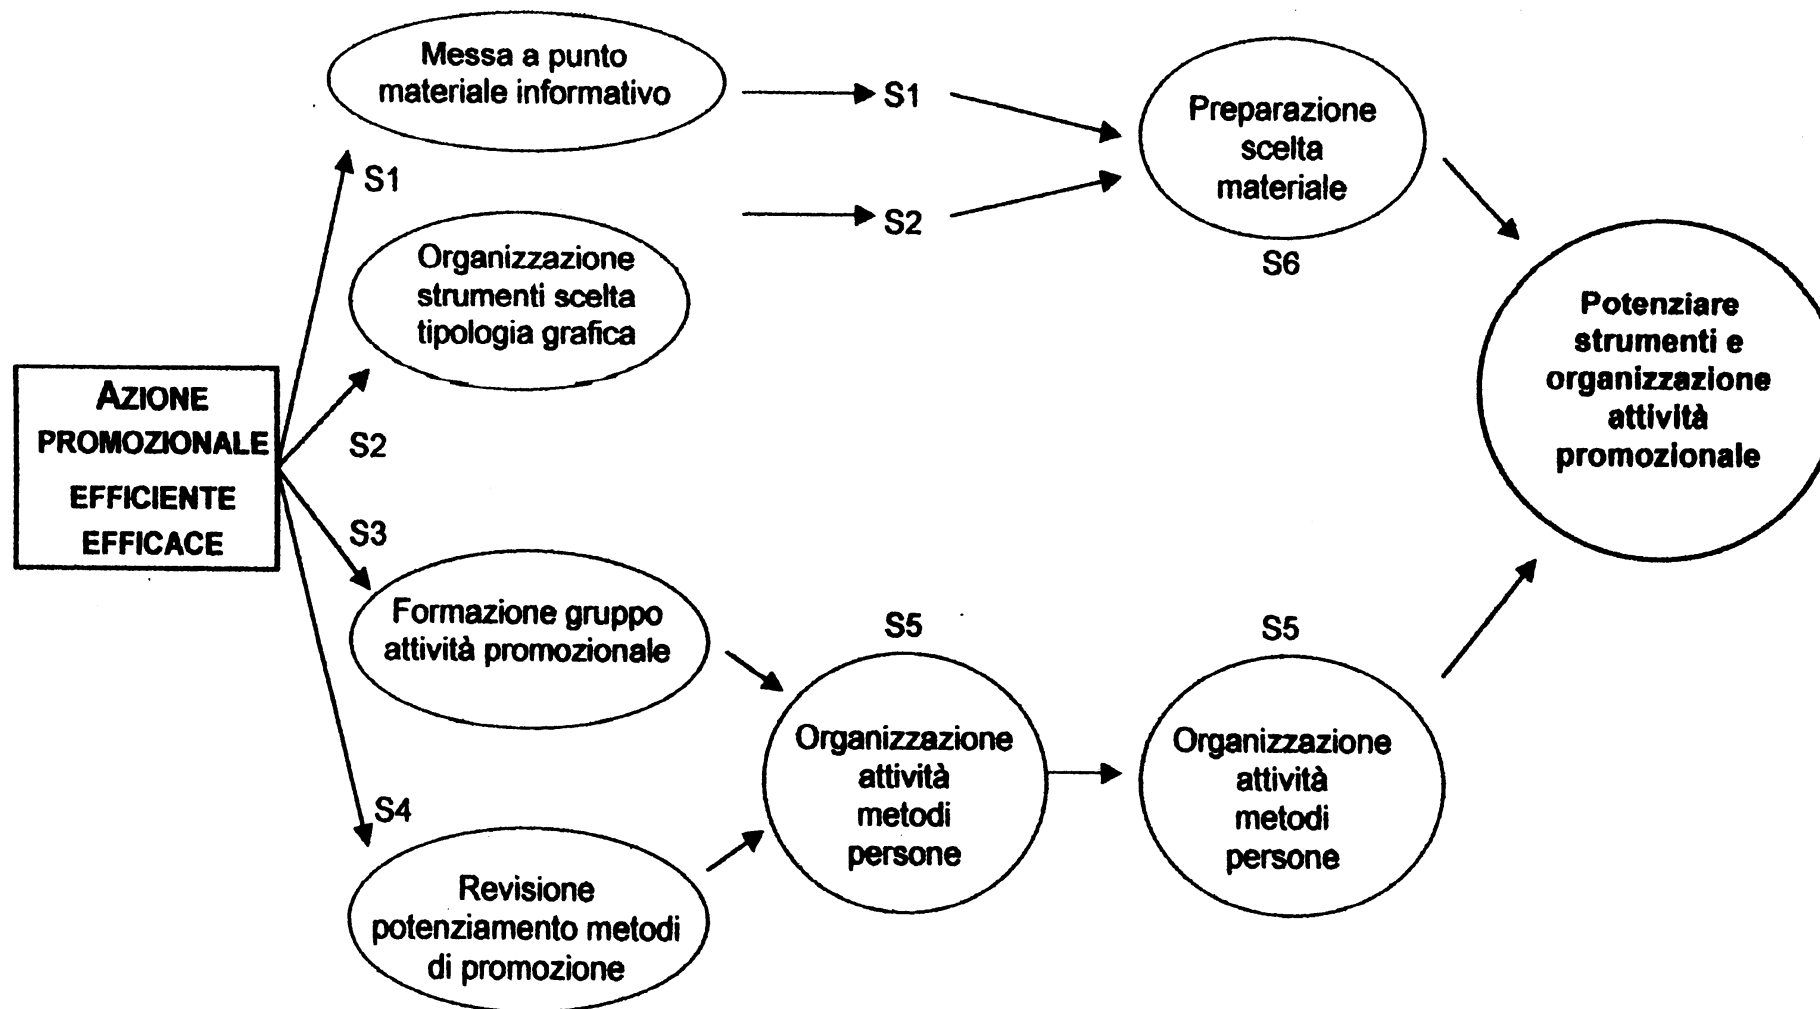 Messa a punto
materiale informativo
S1
S1
Preparazione
scelta
materiale
S6
S2
Organizzazione
strumenti scelta
tipologia grafica
S2
AZIONE
PROMOZIONALE
EFFICIENTE
EFFICACE
Potenziare
strumenti e
organizzazione
attività
promozionale
S3
Formazione gruppo
attività promozionale
S5
Organizzazione
attività
metodi
persone
S5
Organizzazione
attività
metodi
persone
S4
Revisione
potenziamento metodi
di promozione